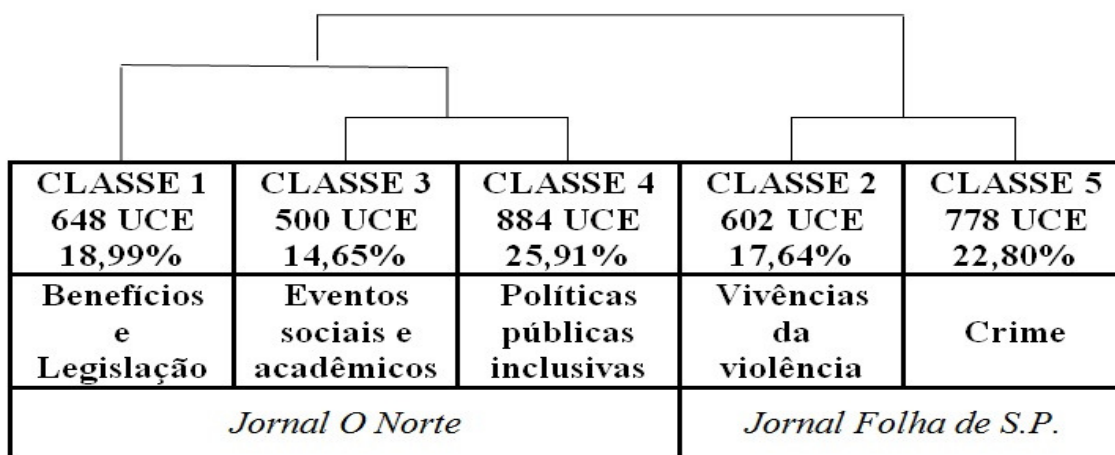 CLASSE 1
648 UCE
18,99%
CLASSE 3
500 UCE
14,65%
CLASSE 4
884 UCE
25,91%
CLASSE 2
602 UCE
17,64%
CLASSE 5
778 UCE
22,80%
Benefícios
e
Legislação
Eventos
sociais e
acadêmicos
Políticas
públicas
inclusivas
Vivências
da
violência
Crime
Jornal O Norte
Jornal Folha de S.P.